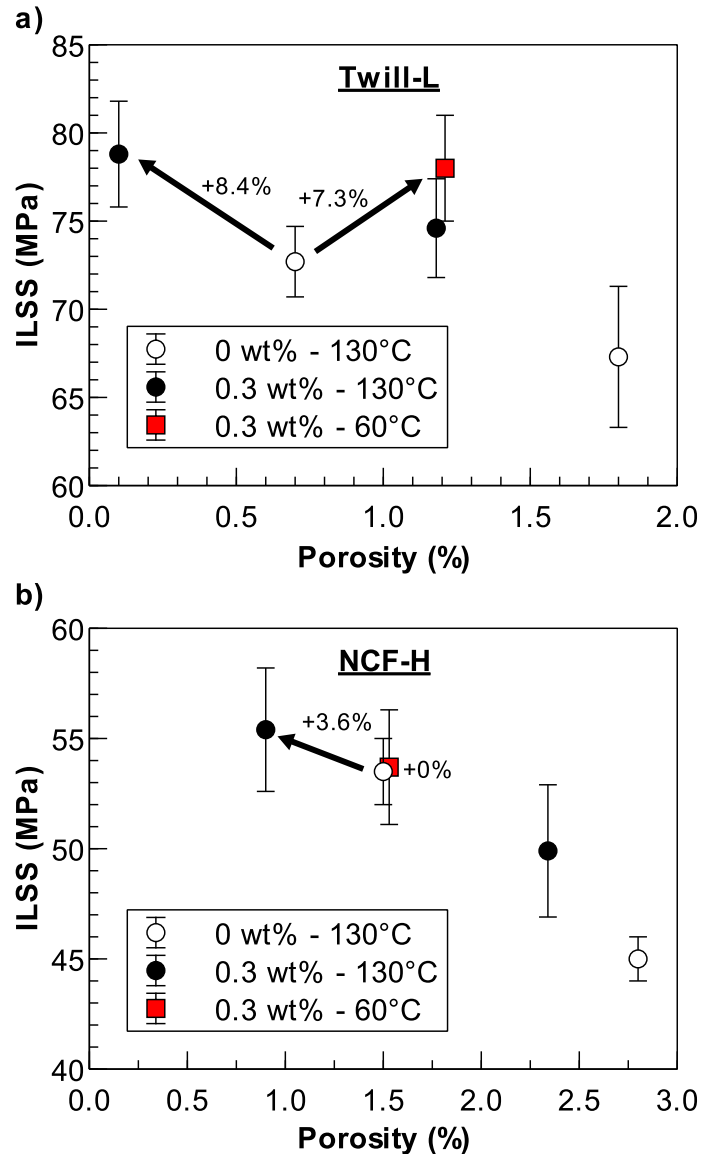 a)
85
80
75
70
65
60
ILSS (MPa)
Twill-L
+8.4%
+7.3%
0 wt% - 130°C
0.3 wt% - 130°C
0.3 wt% - 60°C
0.0 0.5 1.0 1.5 2.0
Porosity (%)
b)
60
55
50
45
40
ILSS (MPa)
NCF-H
+3.6%
+0%
0 wt% - 130°C
0.3 wt% - 130°C
0.3 wt% - 60°C
0.0 0.5 1.0 1.5 2.0 2.5 3.0
Porosity (%)